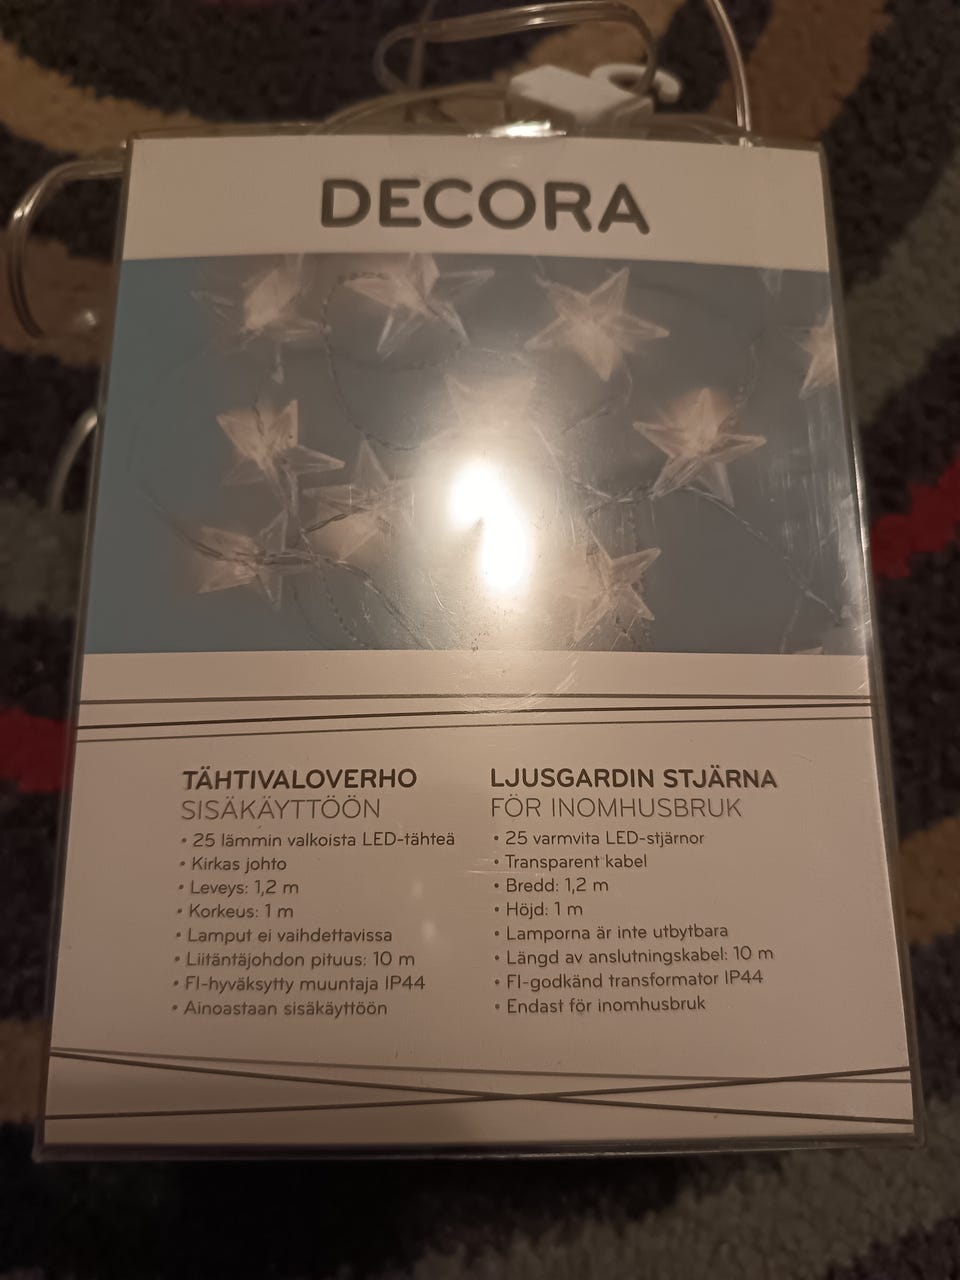 DECORA
TÄHTIVALOVERHO
SISÄKÄYTTÖÖN
• 25 lämmin valkoista LED-tähteä
• Kirkas johto
• Leveys: 1,2 m
• Korkeus: 1 m
• Lamput ei vaihdettavissa
• Liitäntäjohdon pituus: 10 m
• FI-hyväksytty muuntaja IP44
• Ainoastaan sisäkäyttöön
LJUSGARDIN STJÄRNA
FÖR INOMHUSBRUK
• 25 varmvita LED-stjärnor
• Transparent kabel
• Bredd: 1,2 m
• Höjd: 1 m
• Lamporna är inte utbytbara
• Längd av anslutningskabel: 10 m
• FI-godkänd transformator IP44
• Endast för inomhusbruk